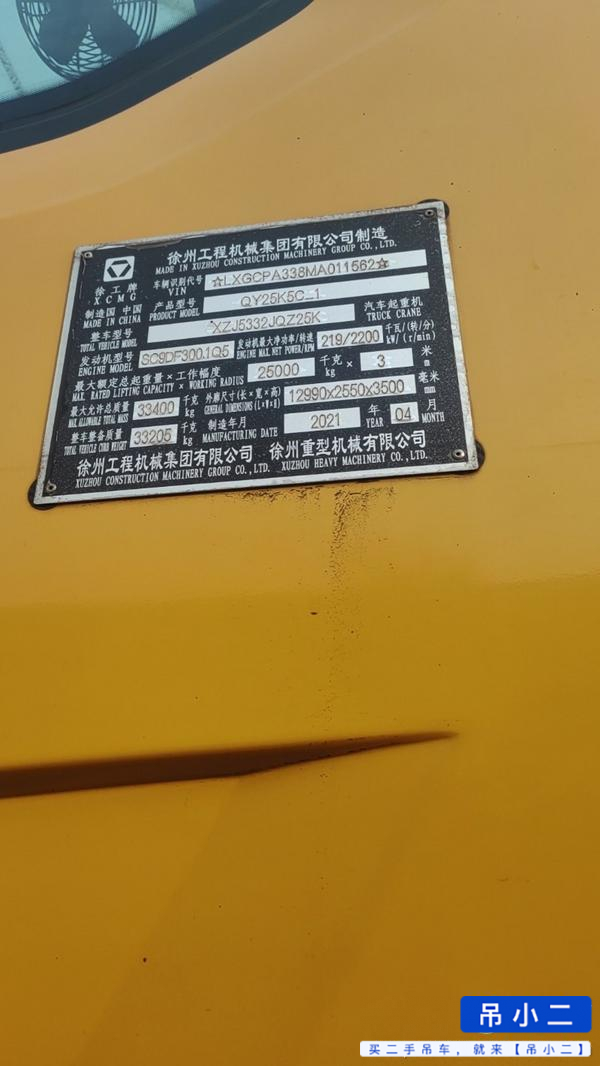 徐州工程机械集团有限公司制造
MADE IN XUZHOU CONSTRUCTION MACHINERY GROUP CO., LTD.
徐工牌
XCMG
车辆识别代号 ☆LXGCPA338MA011562☆
VIN
制造国 中国
MADE IN CHINA
产品型号 QY25K5C_1 汽车起重机
PRODUCT MODEL TRUCK CRANE
整车型号 XZJ5332JQZ25K
TOTAL VEHICLE MODEL
发动机型号 SC9DF300.1Q5 发动机最大净功率/转速 219/2200 千瓦/(转/分)
ENGINE MODEL ENGINE MAX.NET POWER/RPM kW/(r/min)
最大额定总起重量×工作幅度 25000 千克 × 3 米
MAX. RATED LIFTING CAPACITY × WORKING RADIUS kg m
最大允许总质量 33400 千克 外廓尺寸(长×宽×高) 12990x2550x3500 毫米
MAX. ALLOWABLE TOTAL MASS kg GENERAL DIMENSIONS (L×W×H) mm
整车整备质量 33205 千克 制造年月 2021 年 04 月
TOTAL VEHICLE CURB WEIGHT kg MANUFACTURING DATE YEAR MONTH
徐州工程机械集团有限公司 徐州重型机械有限公司
XUZHOU CONSTRUCTION MACHINERY GROUP CO., LTD. XUZHOU HEAVY MACHINERY CO., LTD.
吊小二
买二手吊车，就来【吊小二】